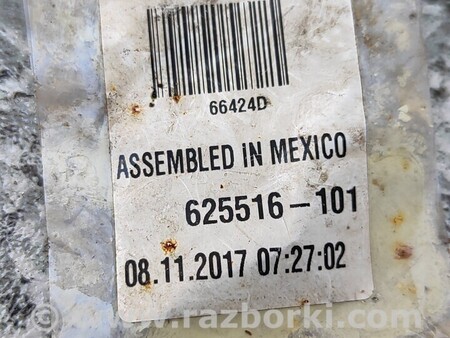 66424D
ASSEMBLED IN MEXICO
625516-101
08.11.2017 07:27:02
www.razborki.com